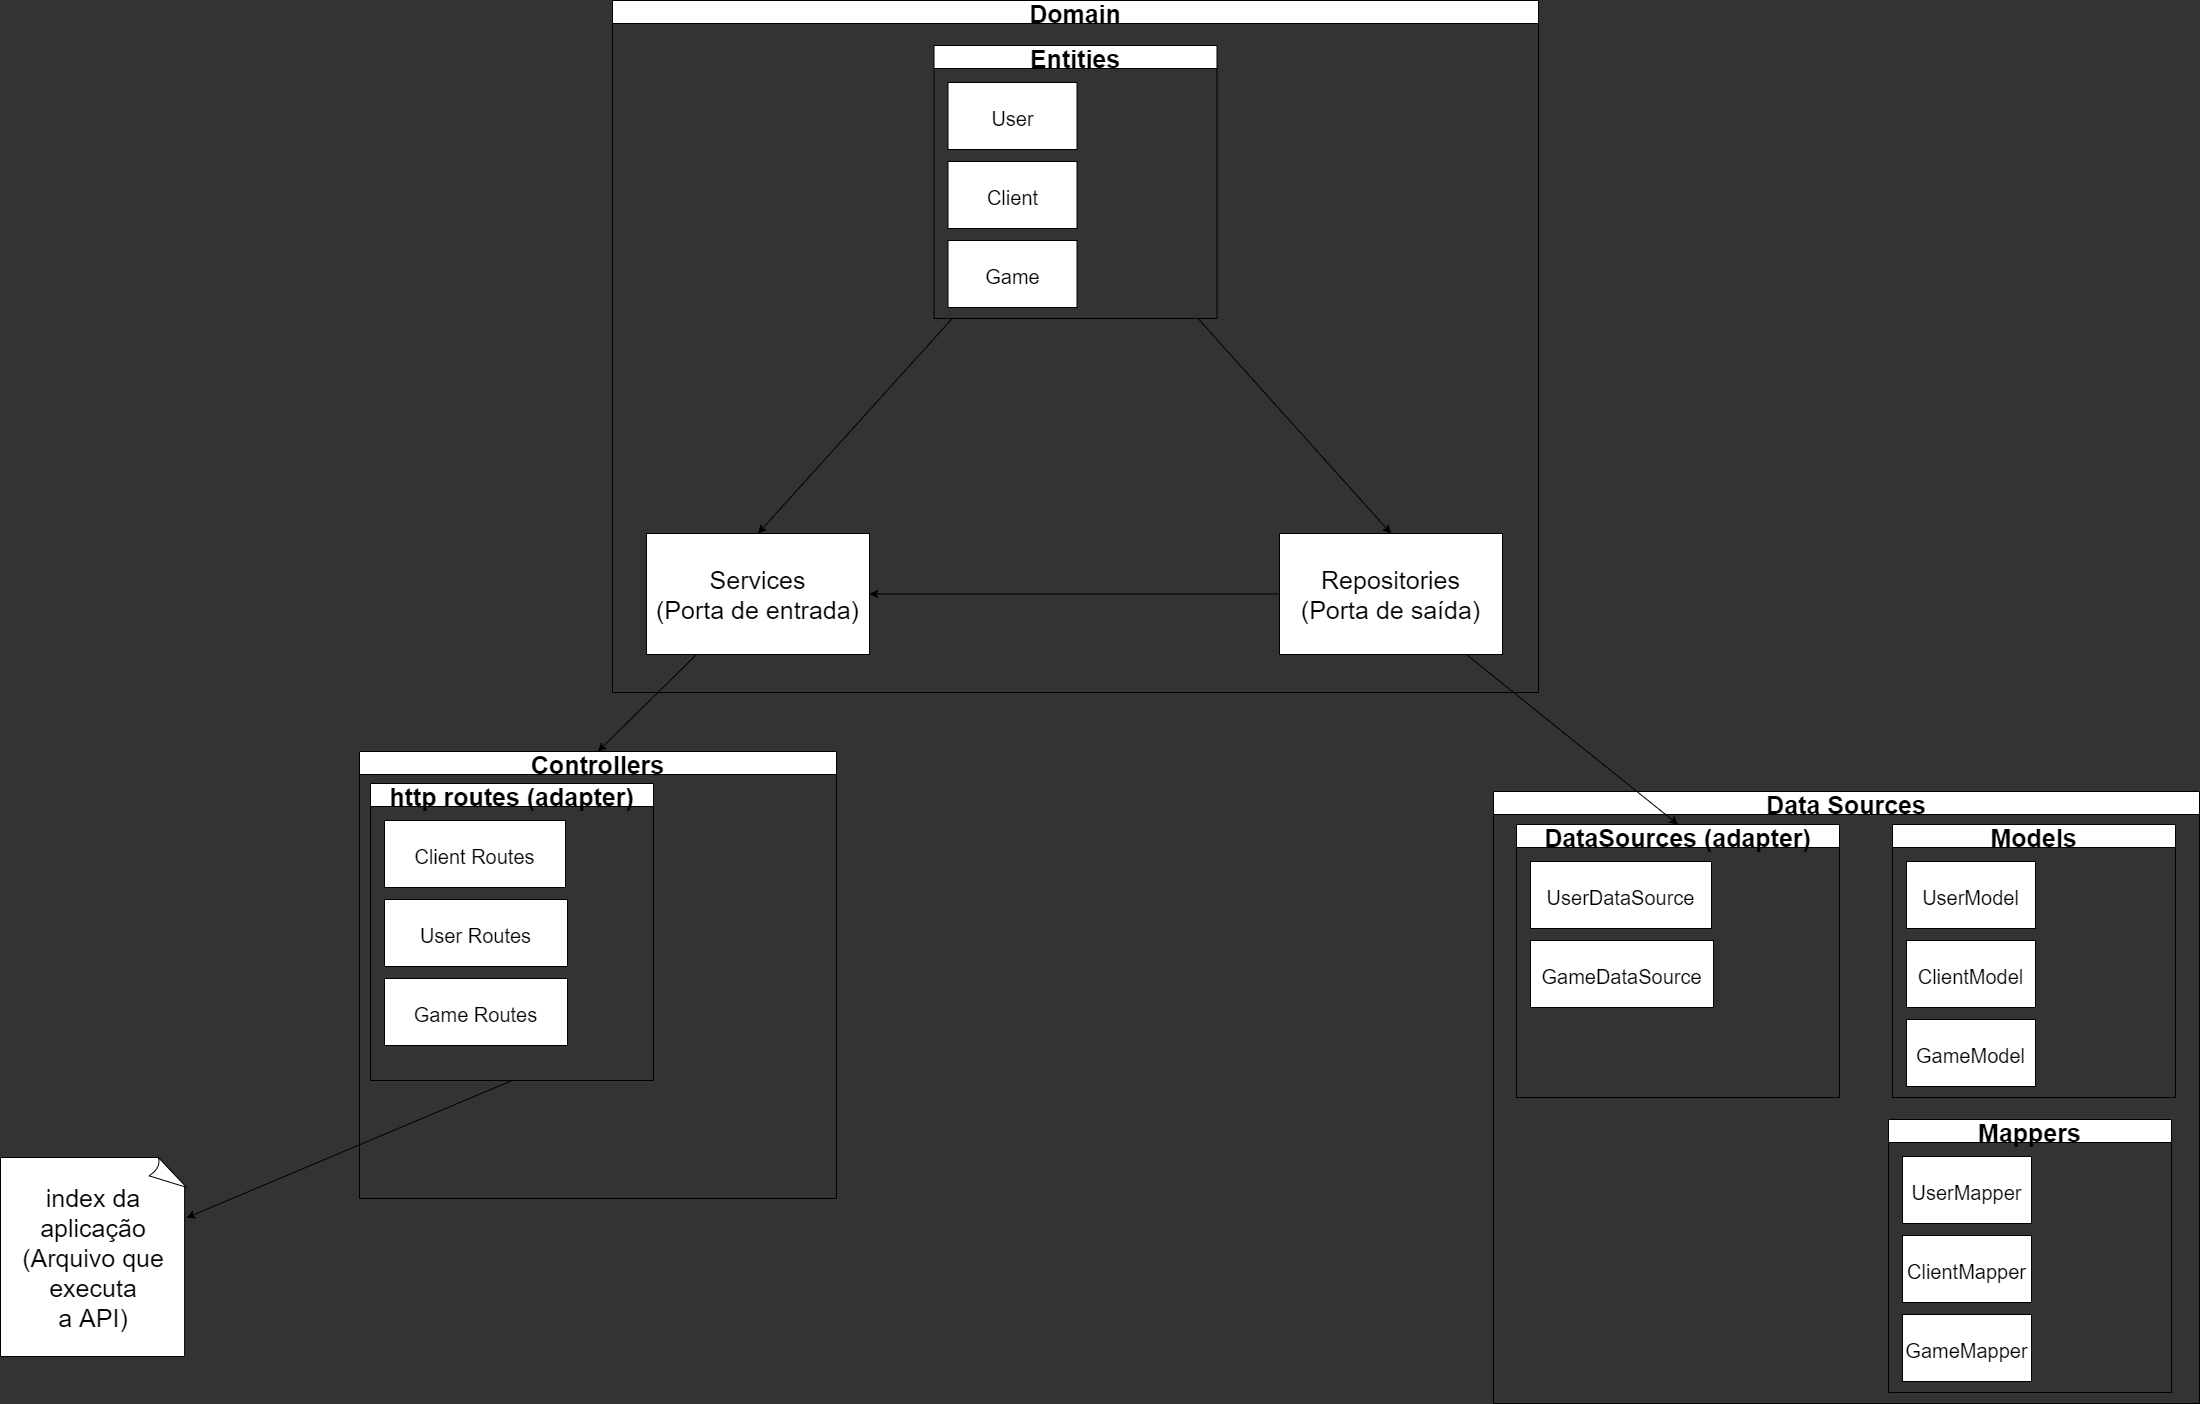 Domain
Entities
User
Client
Game
Services
(Porta de entrada)
Repositories
(Porta de saída)
Controllers
http routes (adapter)
Client Routes
User Routes
Game Routes
index da
aplicação
(Arquivo que
executa
a API)
Data Sources
DataSources (adapter)
UserDataSource
GameDataSource
Models
UserModel
ClientModel
GameModel
Mappers
UserMapper
ClientMapper
GameMapper